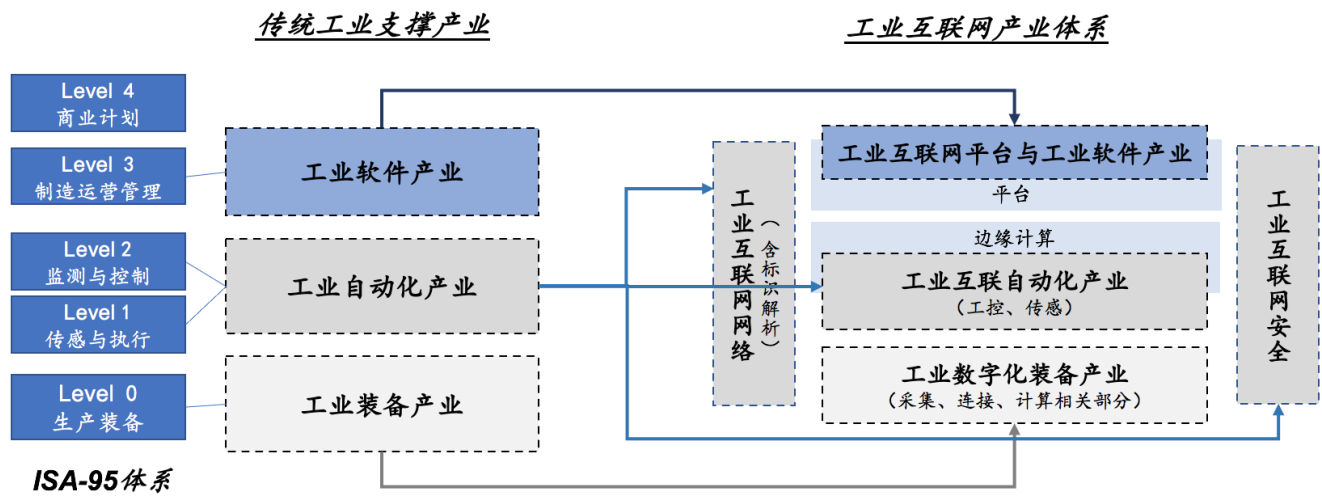 传统工业支撑产业
工业互联网产业体系
Level 4
商业计划
Level 3
制造运营管理
Level 2
监测与控制
Level 1
传感与执行
Level 0
生产装备
ISA-95体系
工业软件产业
工业自动化产业
工业装备产业
工业互联网网络
（含标识解析）
工业互联网平台与工业软件产业
平台
边缘计算
工业互联自动化产业
（工控、传感）
工业数字化装备产业
（采集、连接、计算相关部分）
工业互联网安全